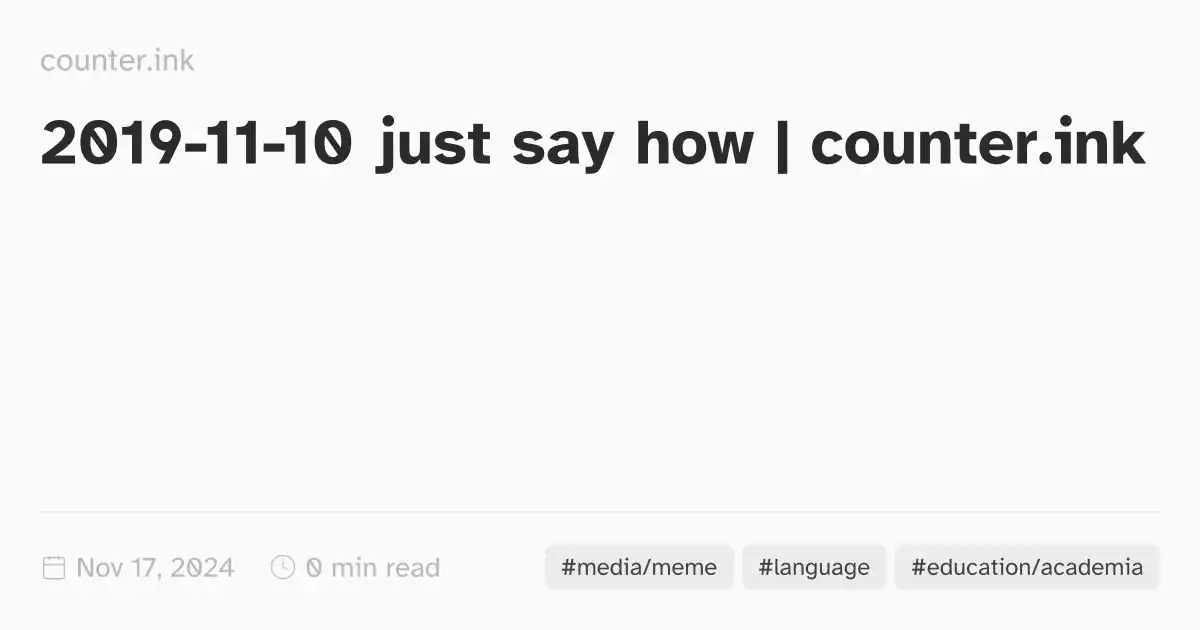 counter.ink
2019-11-10 just say how | counter.ink
Nov 17, 2024 0 min read #media/meme #language #education/academia